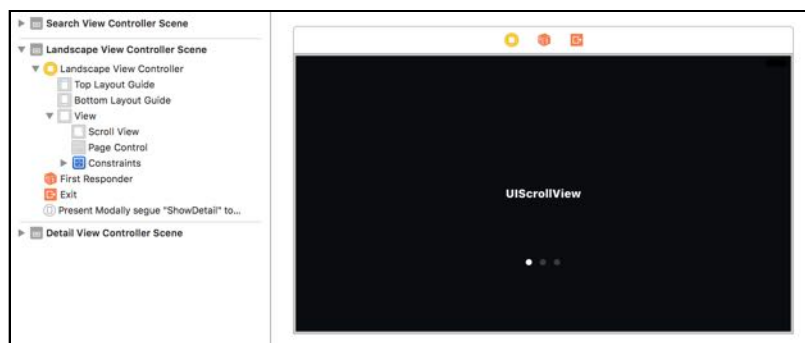 Search View Controller Scene
Landscape View Controller Scene
Landscape View Controller
Top Layout Guide
Bottom Layout Guide
View
Scroll View
Page Control
Constraints
First Responder
Exit
Present Modally segue "ShowDetail" to...
Detail View Controller Scene
UIScrollView